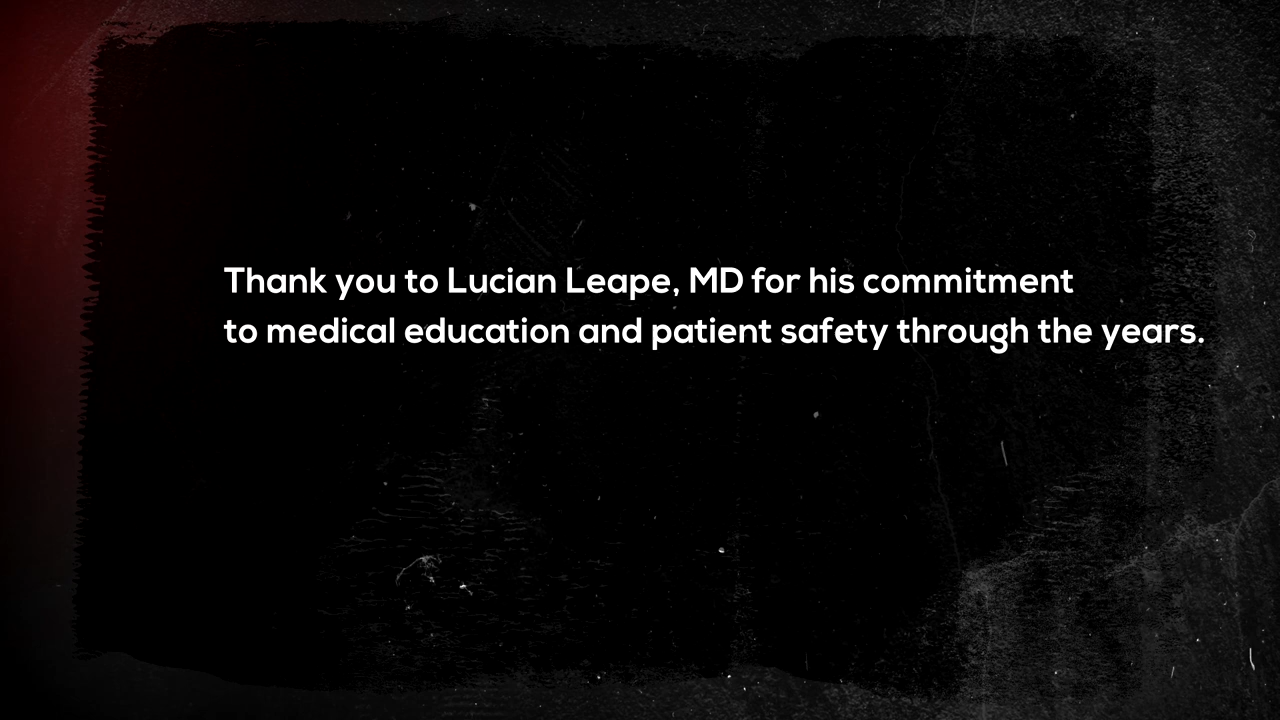 Thank you to Lucian Leape, MD for his commitment
to medical education and patient safety through the years.